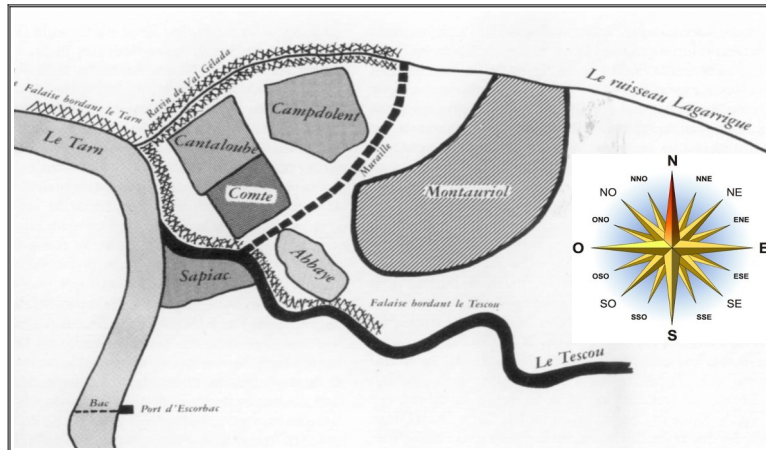 Ravin de Val Gélada
Falaise bordant le Tarn
Le Tarn
Campdolent
Cantaloube
Comte
Muraille
Montauriol
Le ruisseau Lagarrigue
Sapiac
Abbaye
Falaise bordant le Tescou
Le Tescou
Bac
Port d'Escorbac
N
NNO
NNE
NO
NE
ONO
ENE
O
E
OSO
ESE
SO
SE
SSO
SSE
S